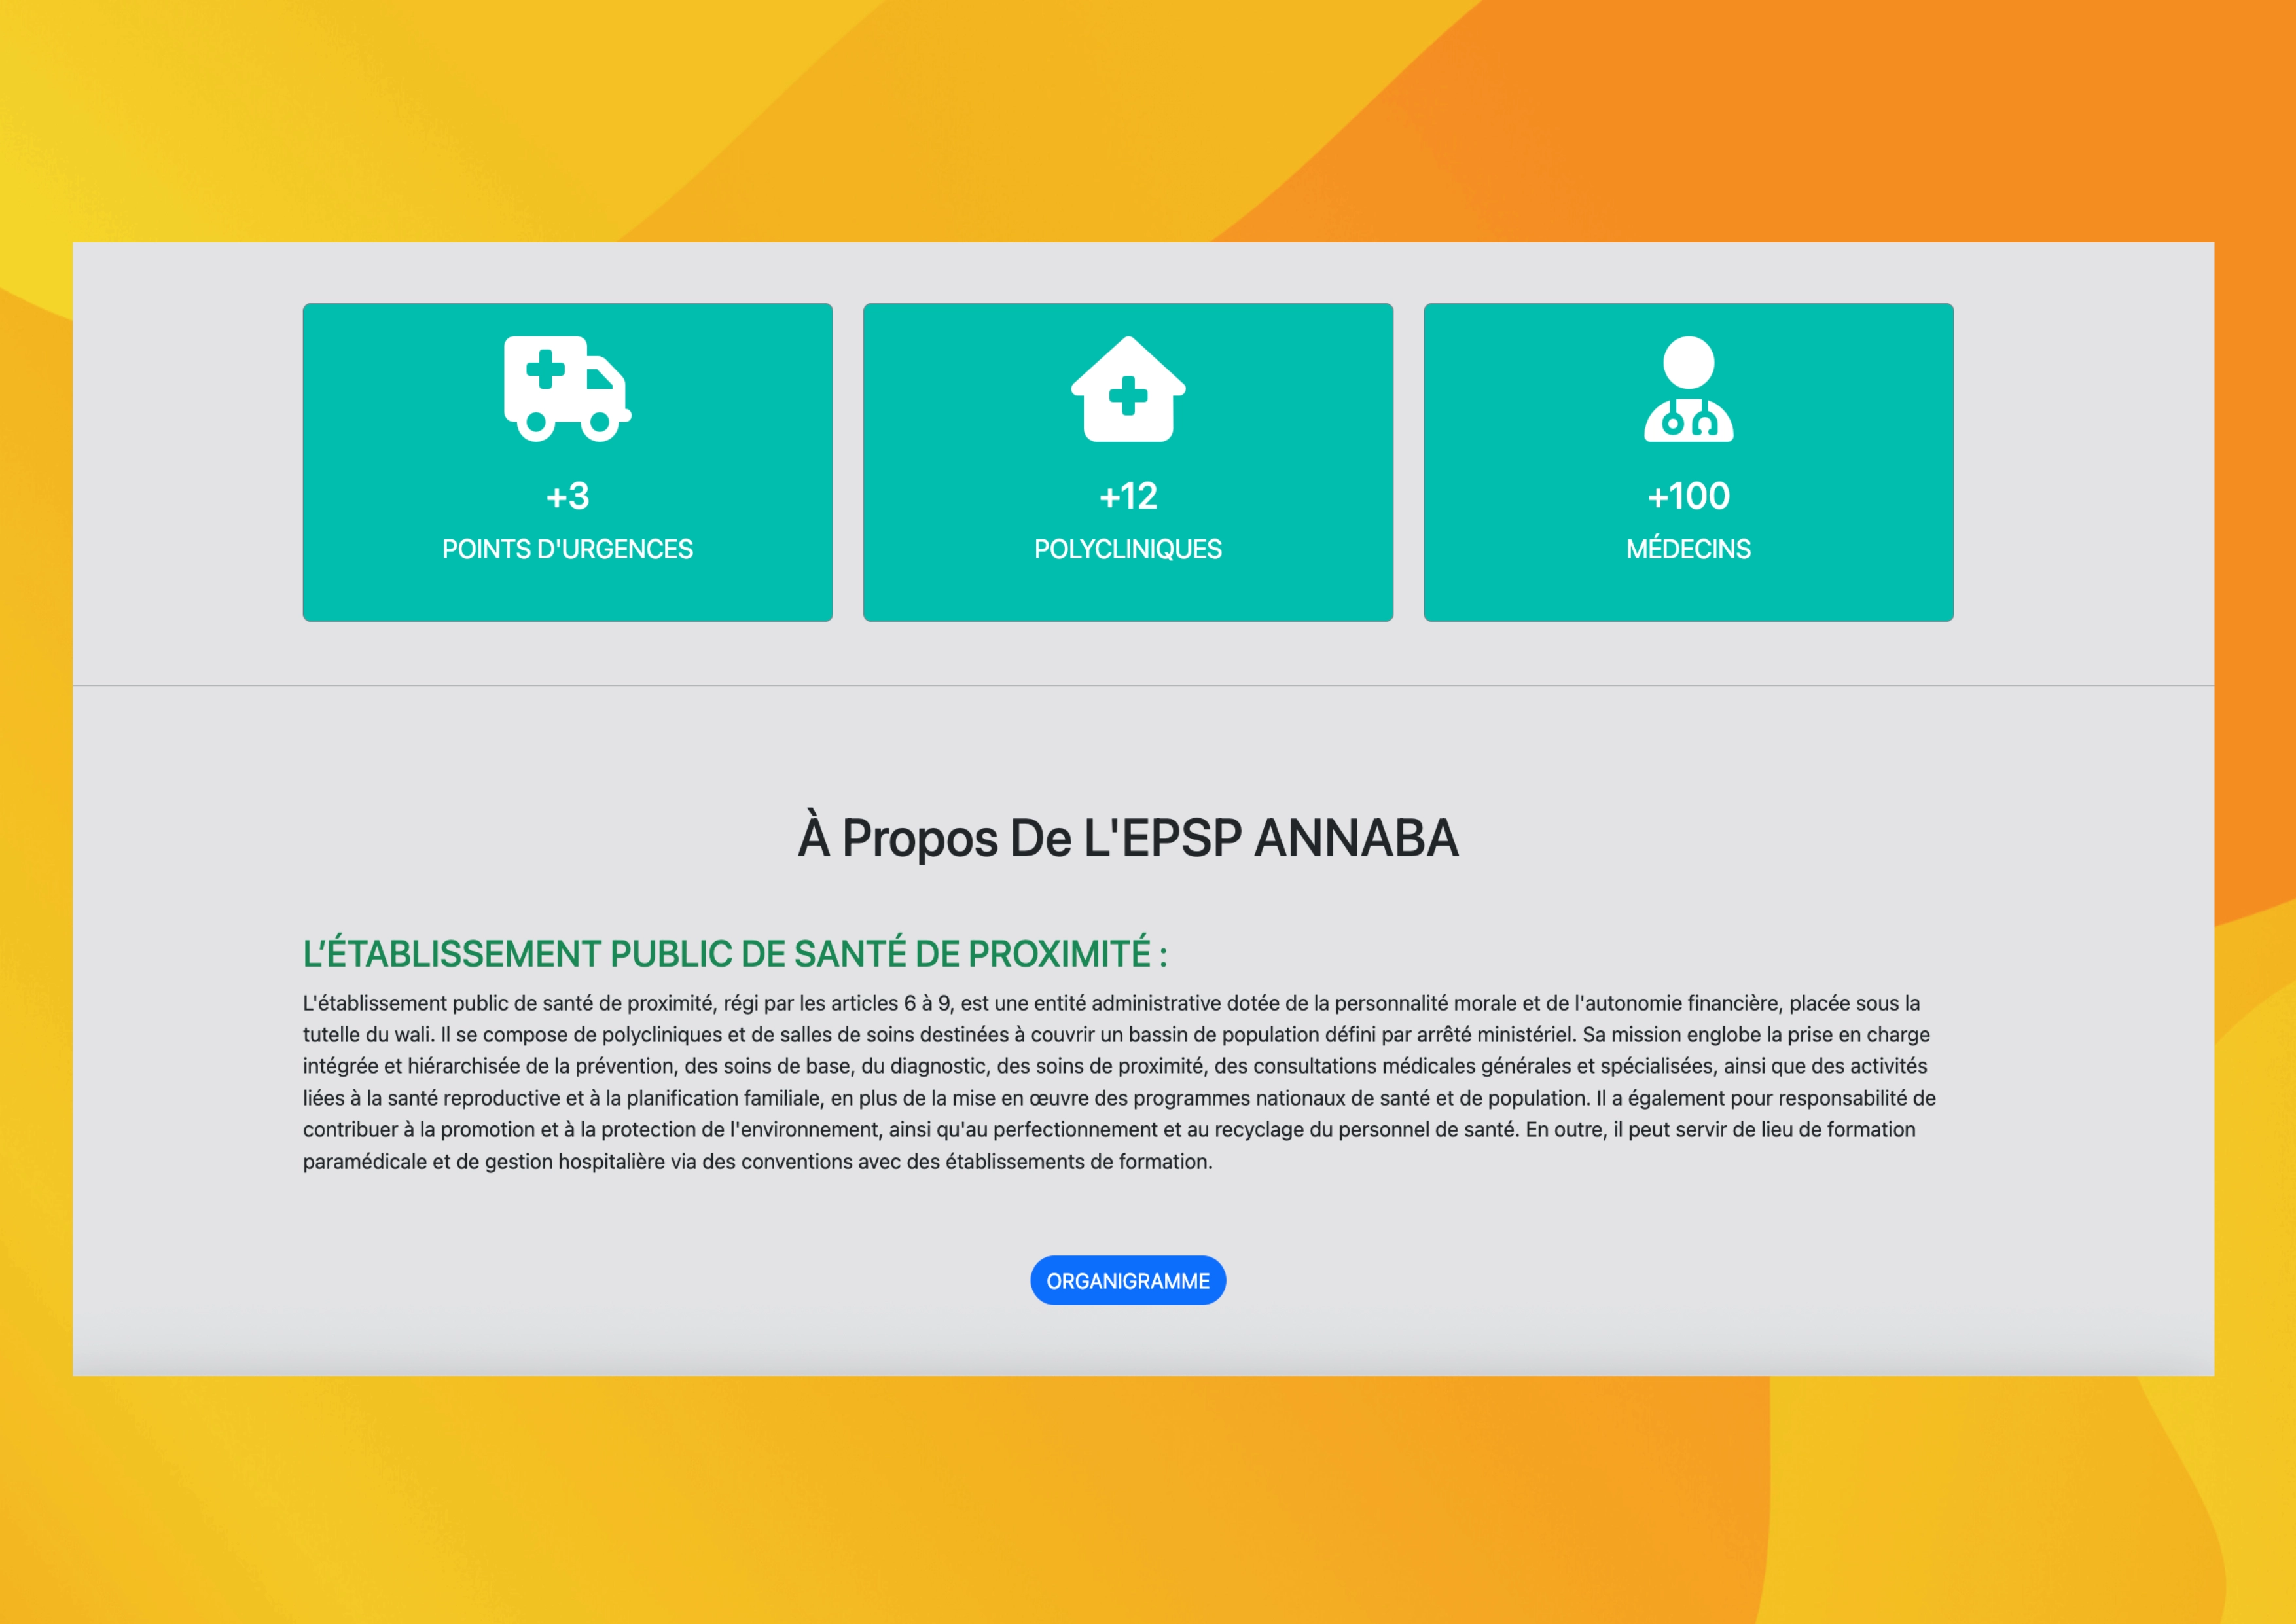 +3
POINTS D'URGENCES
+12
POLYCLINIQUES
+100
MÉDECINS
À Propos De L'EPSP ANNABA
L’ÉTABLISSEMENT PUBLIC DE SANTÉ DE PROXIMITÉ :
L'établissement public de santé de proximité, régi par les articles 6 à 9, est une entité administrative dotée de la personnalité morale et de l'autonomie financière, placée sous la
tutelle du wali. Il se compose de polycliniques et de salles de soins destinées à couvrir un bassin de population défini par arrêté ministériel. Sa mission englobe la prise en charge
intégrée et hiérarchisée de la prévention, des soins de base, du diagnostic, des soins de proximité, des consultations médicales générales et spécialisées, ainsi que des activités
liées à la santé reproductive et à la planification familiale, en plus de la mise en œuvre des programmes nationaux de santé et de population. Il a également pour responsabilité de
contribuer à la promotion et à la protection de l'environnement, ainsi qu'au perfectionnement et au recyclage du personnel de santé. En outre, il peut servir de lieu de formation
paramédicale et de gestion hospitalière via des conventions avec des établissements de formation.
ORGANIGRAMME